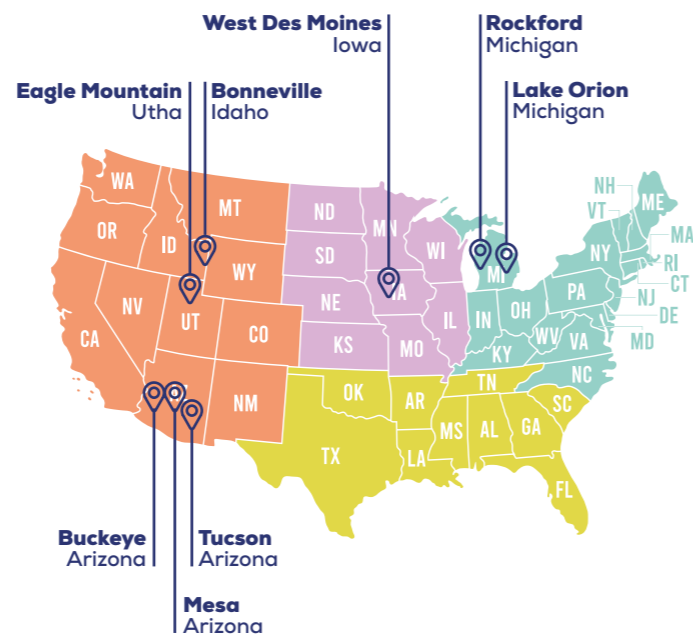 West Des Moines
Iowa
Rockford
Michigan
Eagle Mountain
Utha
Bonneville
Idaho
Lake Orion
Michigan
WA
OR
ID
MT
WY
NV
UT
CA
CO
NM
ND
SD
NE
KS
MN
WI
IL
MO
MI
IN
OH
KY
WV
VA
PA
NY
NC
NH
VT
ME
MA
RI
CT
NJ
DE
MD
OK
TX
AR
LA
TN
MS
AL
GA
SC
FL
Buckeye
Arizona
Tucson
Arizona
Mesa
Arizona